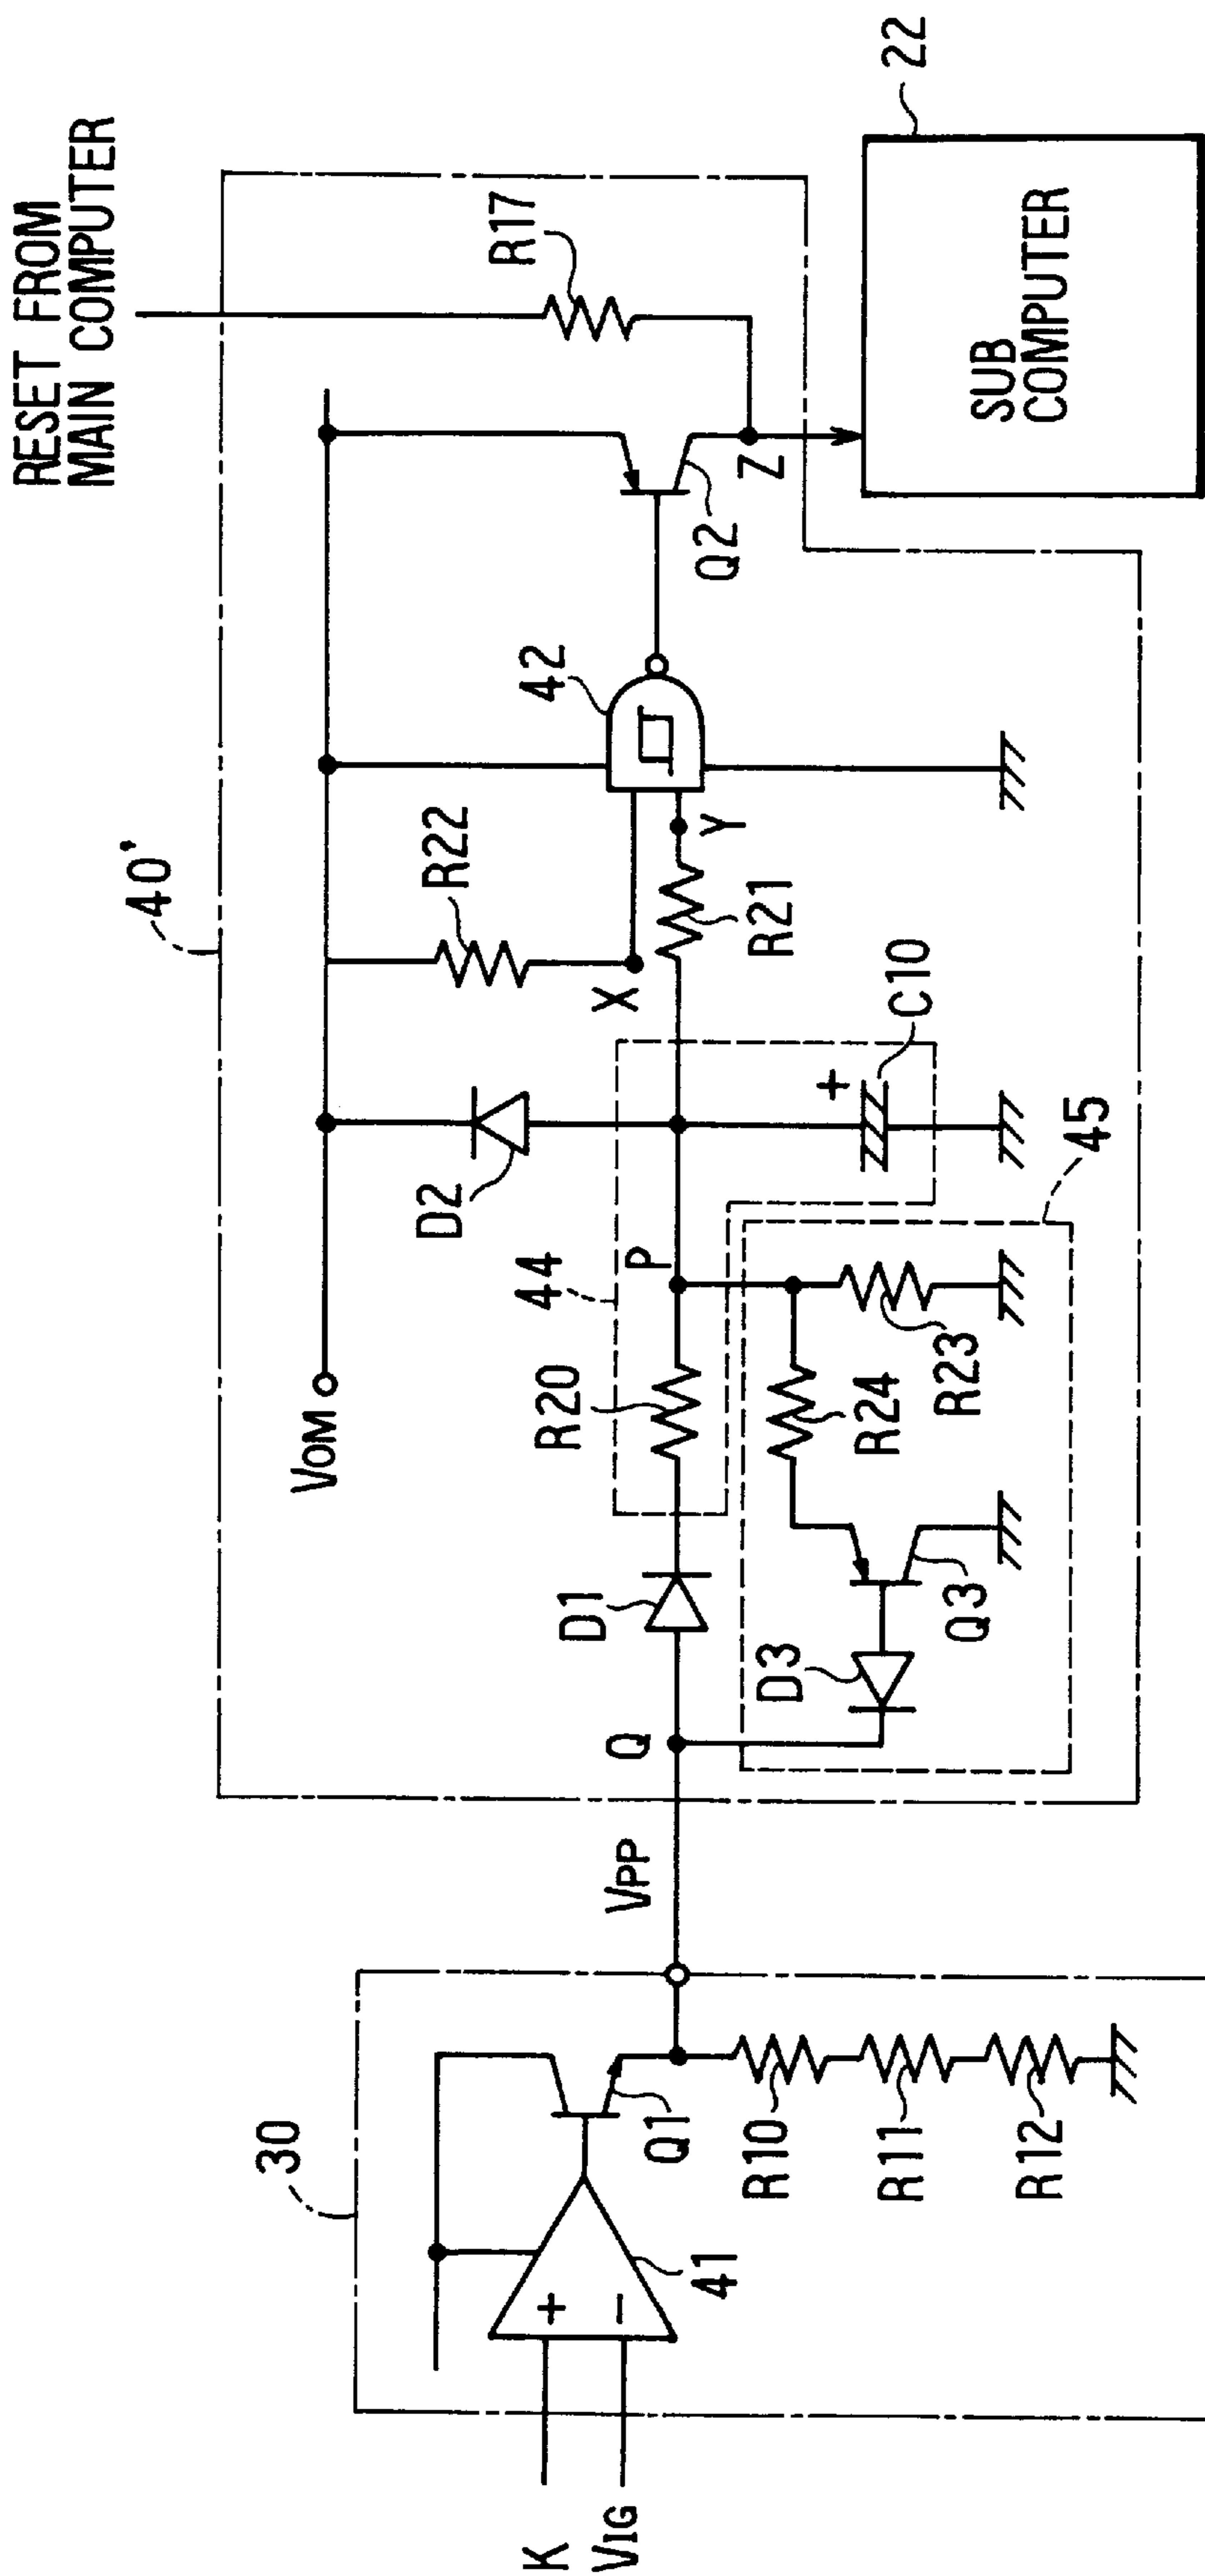 RESET FROM
MAIN COMPUTER
40'
R17
VOM
D2
R22
42
X
Y
R21
Q2
Z
22
SUB
COMPUTER
44
P
R20
D1
+
C10
45
R23
R24
Q3
D3
Q
VPP
30
Q1
R10
R11
R12
41
+
−
K
VIG